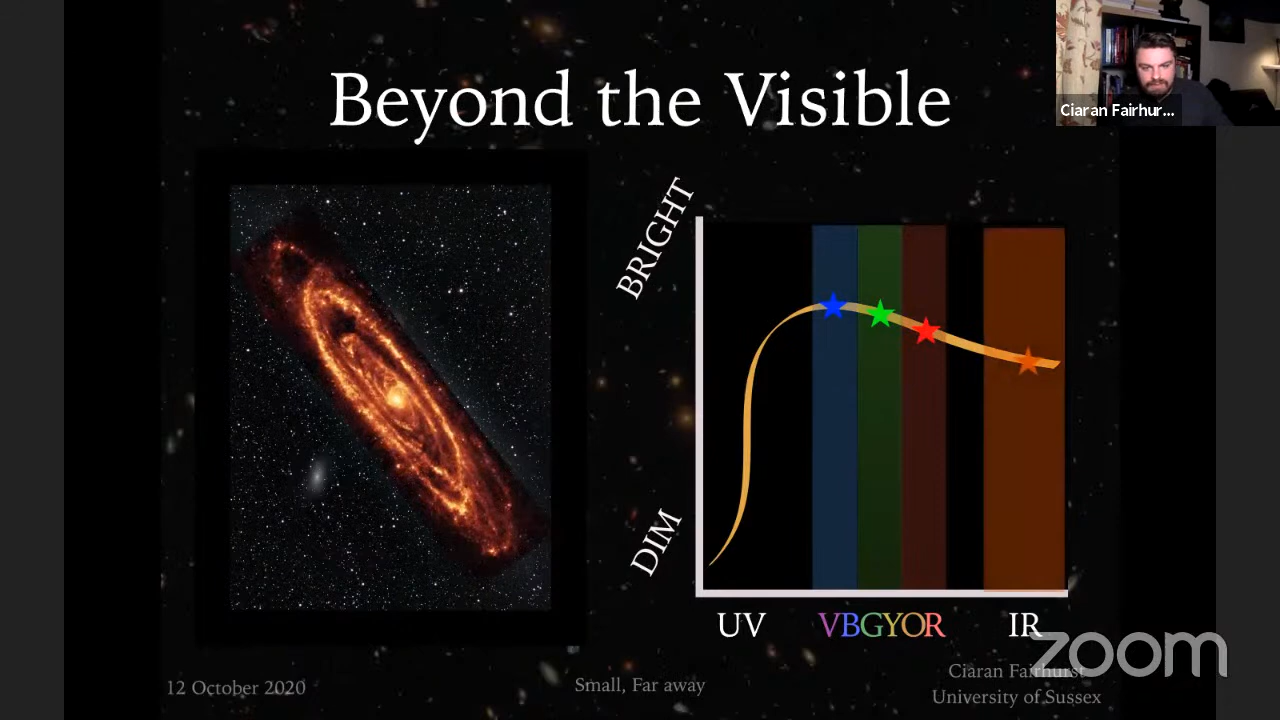 Beyond the Visible
Ciaran Fairhur...
BRIGHT
DIM
UV
VBGYOR
IR
zoom
12 October 2020
Small, Far away
Ciaran Fairhurst
University of Sussex